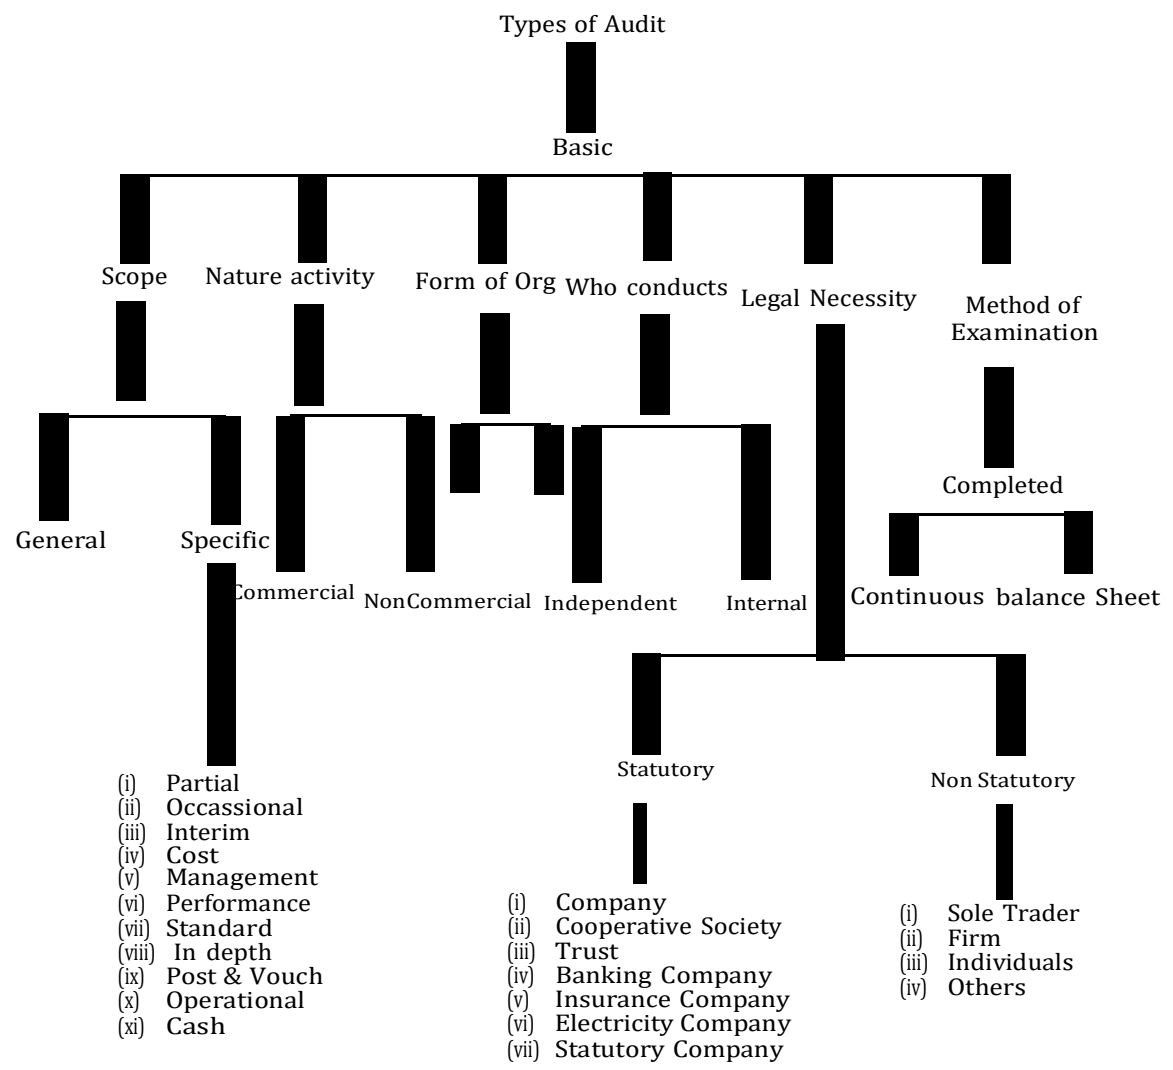 Types of Audit
Basic
Scope
Nature activity
Form of Org
Who conducts
Legal Necessity
Method of
Examination
Completed
General
Specific
Commercial
NonCommercial
Independent
Internal
Continuous
balance Sheet
Statutory
Non Statutory
(i) Partial
(ii) Occassional
(iii) Interim
(iv) Cost
(v) Management
(vi) Performance
(vii) Standard
(viii) In depth
(ix) Post & Vouch
(x) Operational
(xi) Cash
(i) Company
(ii) Cooperative Society
(iii) Trust
(iv) Banking Company
(v) Insurance Company
(vi) Electricity Company
(vii) Statutory Company
(i) Sole Trader
(ii) Firm
(iii) Individuals
(iv) Others